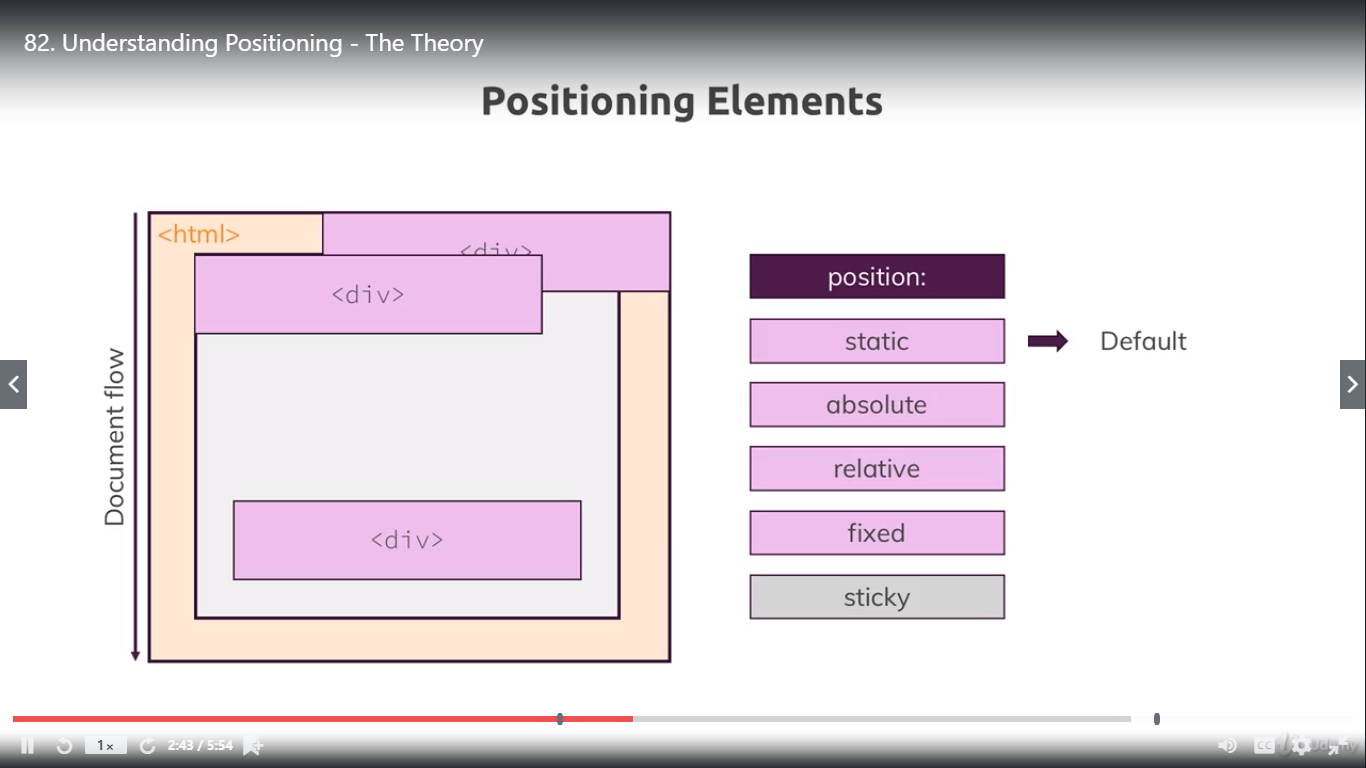 82. Understanding Positioning - The Theory
Positioning Elements
<html>
<div>
<div>
<div>
Document flow
position:
static
Default
absolute
relative
fixed
sticky
1x
2:43 / 5:54
CC